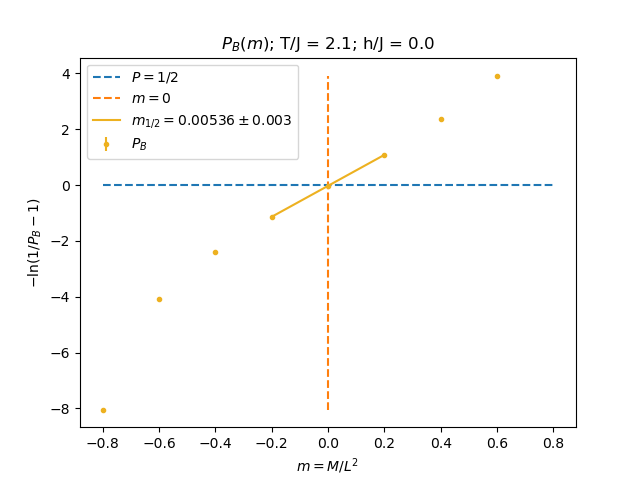 P_B(m); T/J = 2.1; h/J = 0.0
P = 1/2
m = 0
m_{1/2} = 0.00536 ± 0.003
P_B
4
2
0
−2
−4
−6
−8
−ln(1/P_B − 1)
−0.8 −0.6 −0.4 −0.2 0.0 0.2 0.4 0.6 0.8
m = M/L^2